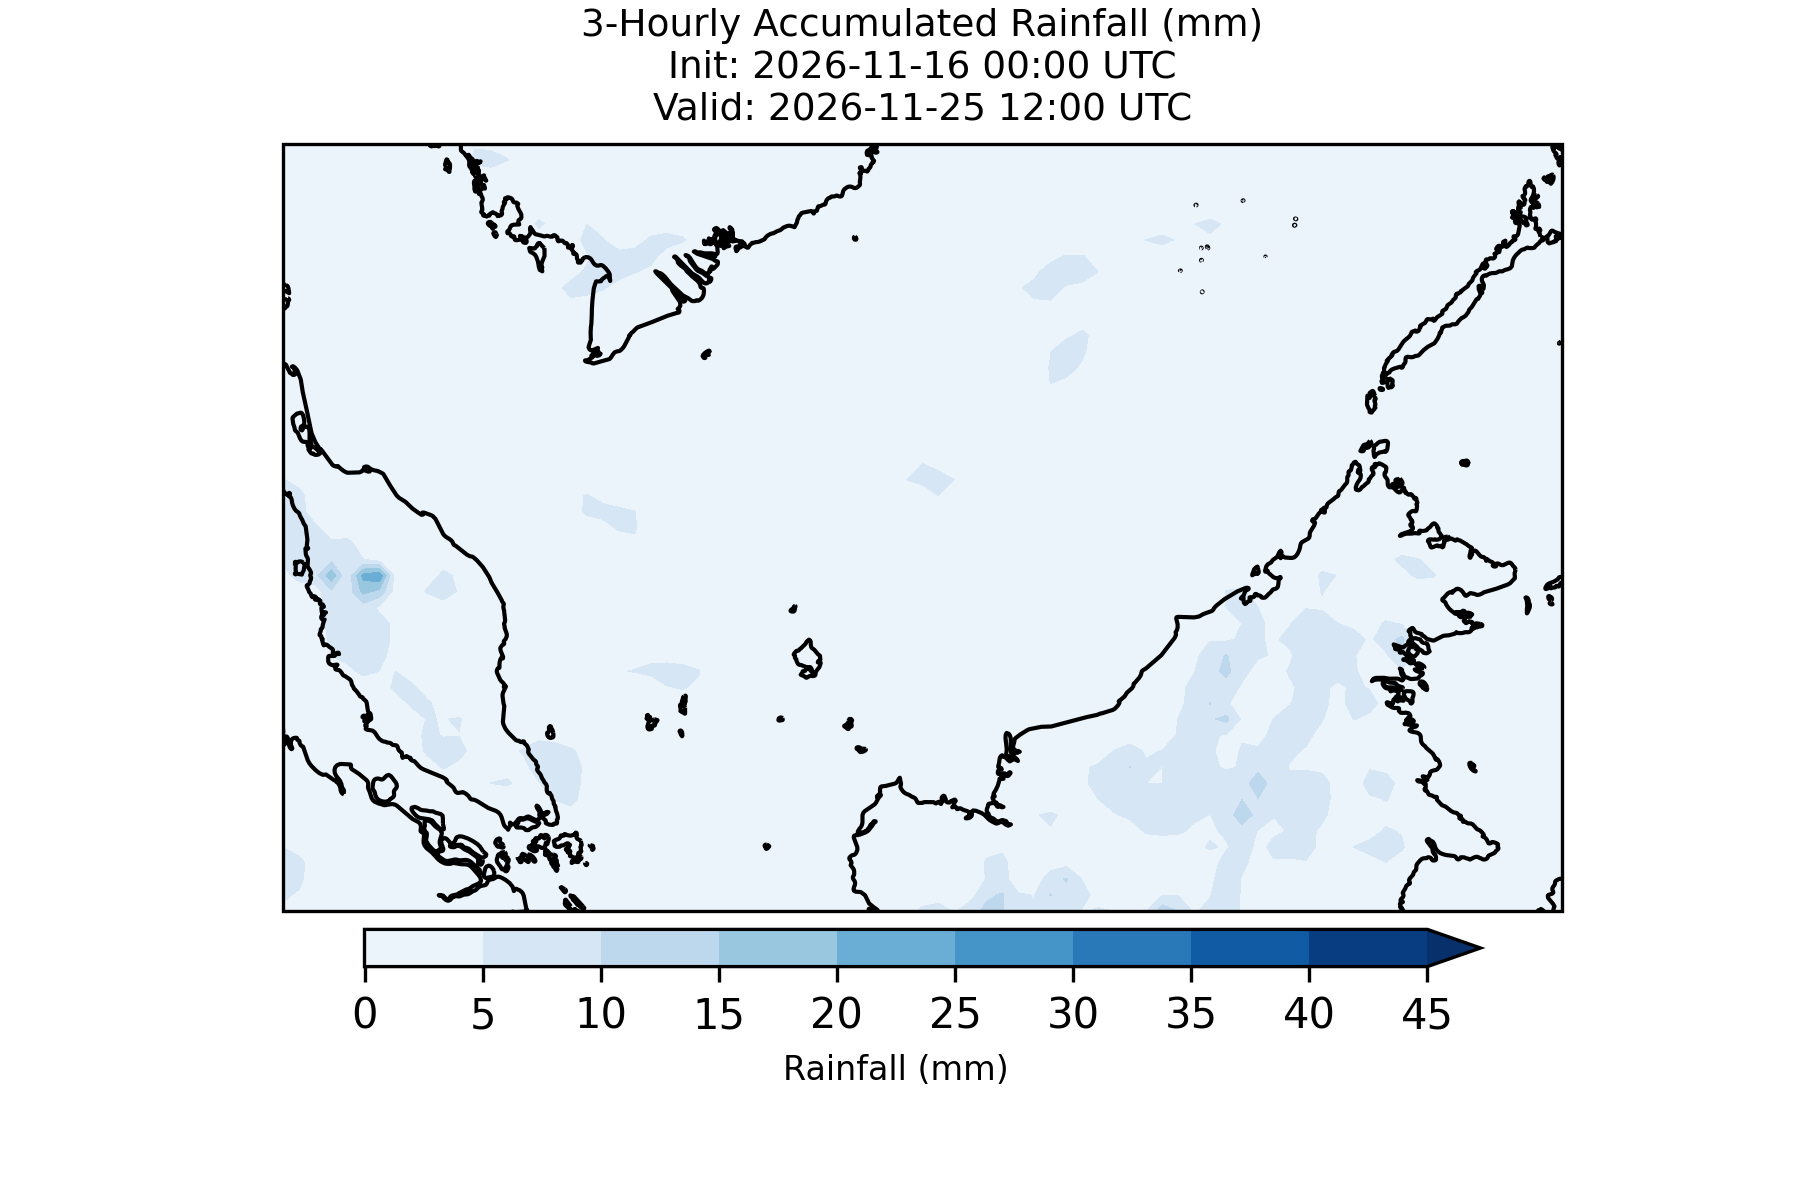 3-Hourly Accumulated Rainfall (mm)
Init: 2026-11-16 00:00 UTC
Valid: 2026-11-25 12:00 UTC
0 5 10 15 20 25 30 35 40 45
Rainfall (mm)